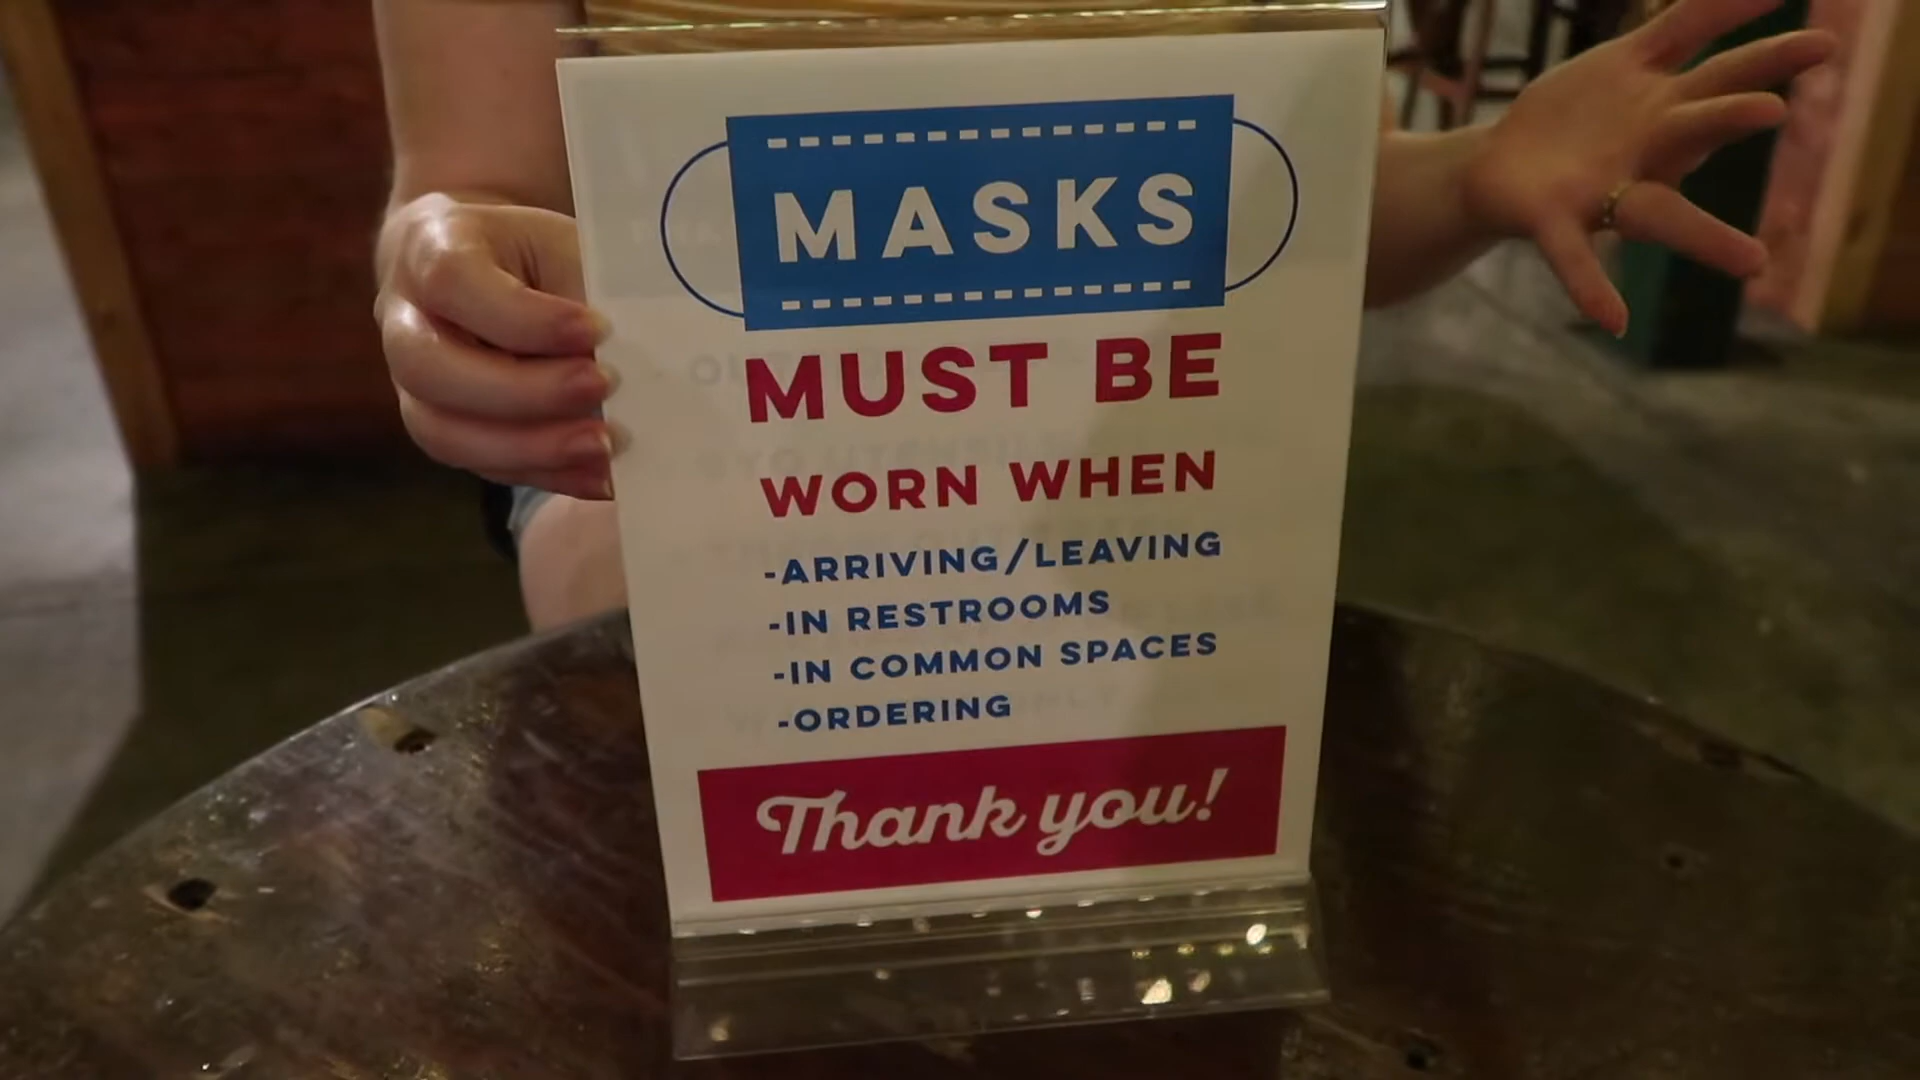 MASKS
MUST BE
WORN WHEN
-ARRIVING/LEAVING
-IN RESTROOMS
-IN COMMON SPACES
-ORDERING
Thank you!